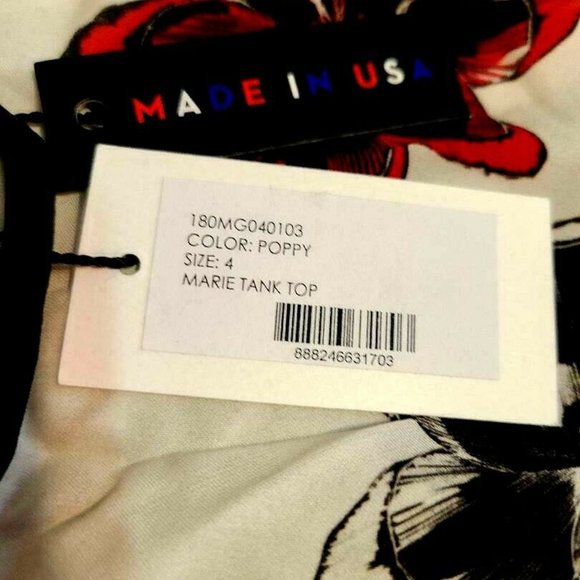 MADE IN USA
180MG040103
COLOR: POPPY
SIZE: 4
MARIE TANK TOP
888246631703